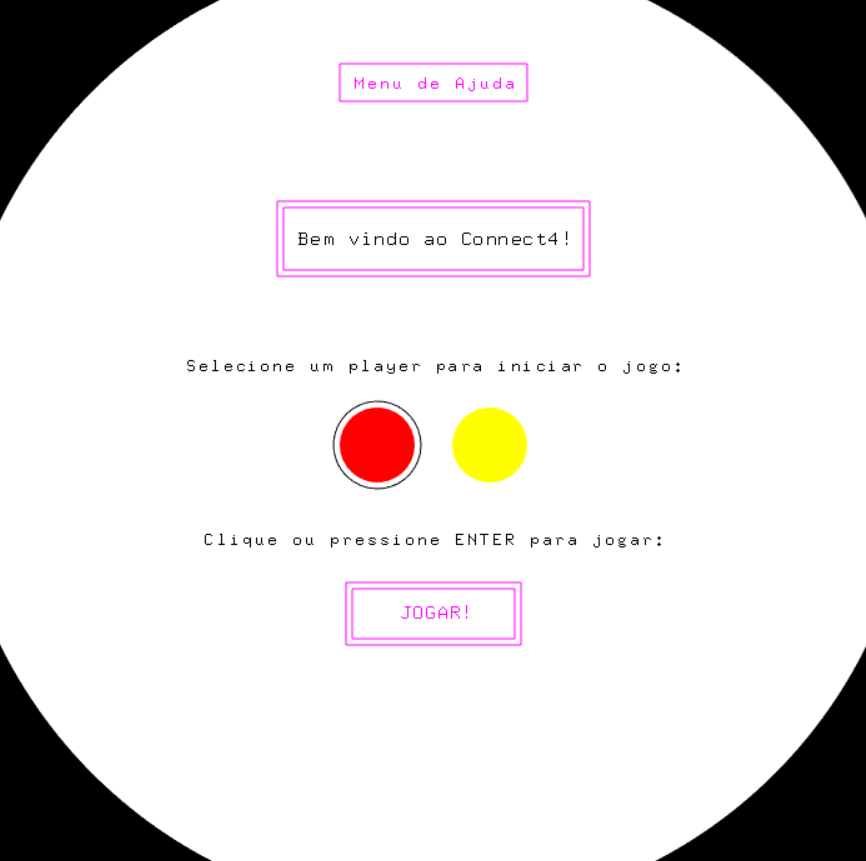 Menu de Ajuda
Bem vindo ao Connect4!
Selecione um player para iniciar o jogo:
Clique ou pressione ENTER para jogar:
JOGAR!